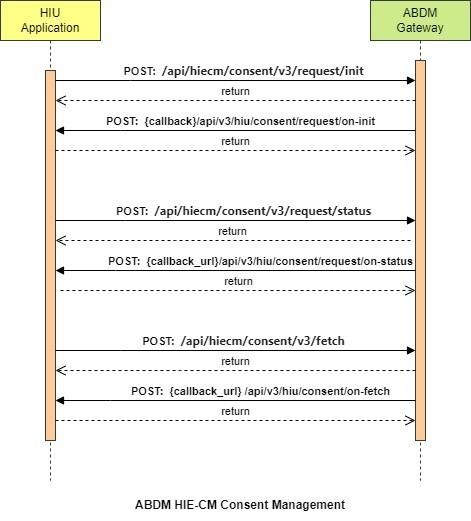 HIU
Application
ABDM
Gateway
POST: /api/hiecm/consent/v3/request/init
return
POST: {callback}/api/v3/hiu/consent/request/on-init
return
POST: /api/hiecm/consent/v3/request/status
return
POST: {callback_url}/api/v3/hiu/consent/request/on-status
return
POST: /api/hiecm/consent/v3/fetch
return
POST: {callback_url} /api/v3/hiu/consent/on-fetch
return
ABDM HIE-CM Consent Management